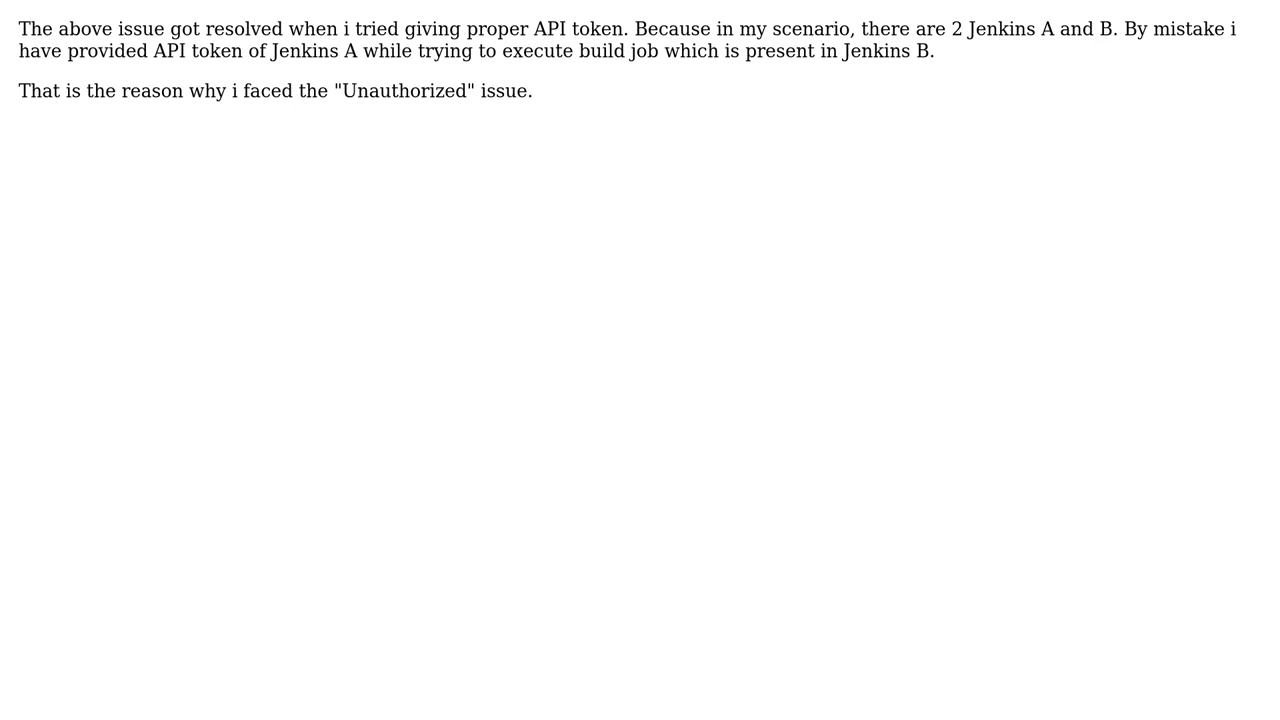 The above issue got resolved when i tried giving proper API token. Because in my scenario, there are 2 Jenkins A and B. By mistake i
have provided API token of Jenkins A while trying to execute build job which is present in Jenkins B.
That is the reason why i faced the "Unauthorized" issue.